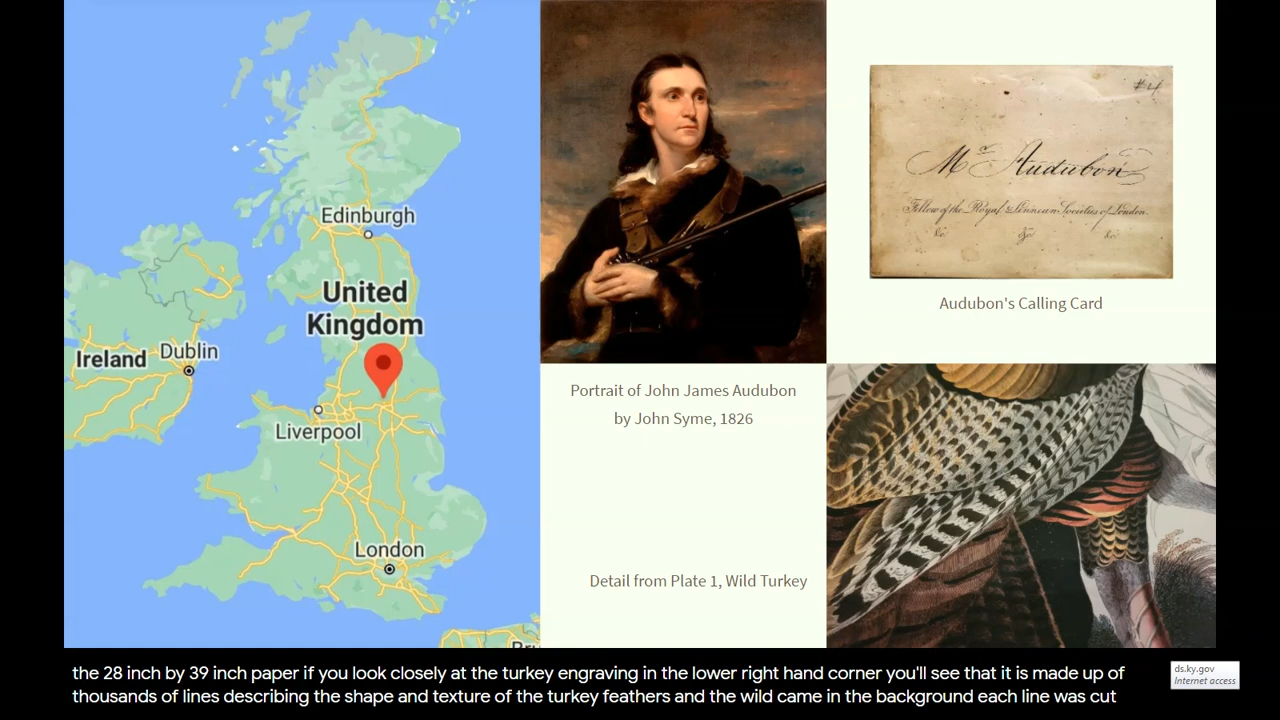 Edinburgh
United
Kingdom
Ireland
Dublin
Liverpool
London
Portrait of John James Audubon
by John Syme, 1826
#4
Mr Audubon
Fellow of the Royal & Linnean Societies of London.
&c &c &c
Audubon's Calling Card
Detail from Plate 1, Wild Turkey
the 28 inch by 39 inch paper if you look closely at the turkey engraving in the lower right hand corner you'll see that it is made up of
thousands of lines describing the shape and texture of the turkey feathers and the wild came in the background each line was cut
ds.ky.gov
Internet access